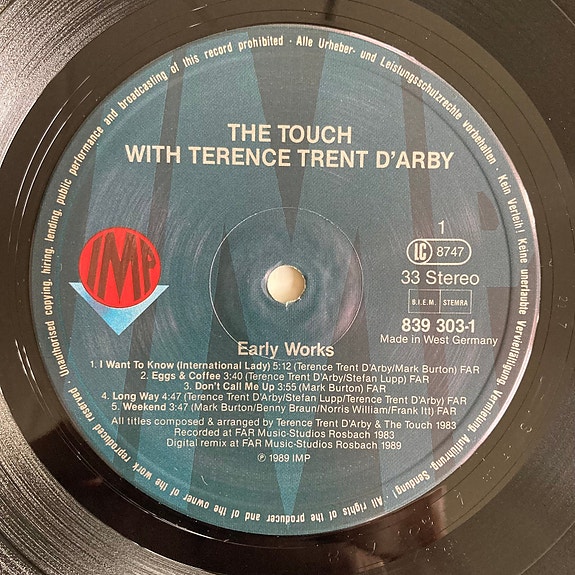 THE TOUCH
WITH TERENCE TRENT D'ARBY
IMP
1
LC 8747
33 Stereo
B.I.E.M. STEMRA
839 303-1
Made in West Germany
Early Works
1. I Want To Know (International Lady) 5:12 (Terence Trent D'Arby/Mark Burton) FAR
2. Eggs & Coffee 3:40 (Terence Trent D'Arby/Stefan Lupp) FAR
3. Don't Call Me Up 3:55 (Mark Burton) FAR
4. Long Way 4:47 (Terence Trent D'Arby/Stefan Lupp/Terence Trent D'Arby) FAR
5. Weekend 3:47 (Mark Burton/Benny Braun/Norris William/Frank Itt) FAR
All titles composed & arranged by Terence Trent D'Arby & The Touch 1983
Recorded at FAR Music-Studios Rosbach 1983
Digital remix at FAR Music-Studios Rosbach 1989
℗ 1989 IMP
Alle Urheber- und Leistungsschutzrechte vorbehalten · Kein Verleih! Keine unerlaubte Vervielfältigung, Vermietung, Aufführung, Sendung! · All rights of the producer and of the owner of the work reproduced reserved · Unauthorised copying, hiring, lending, public performance and broadcasting of this record prohibited ·